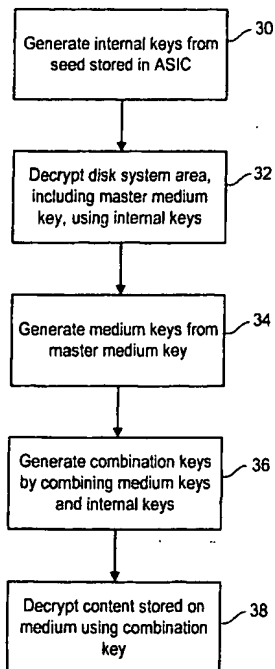 Generate internal keys from
seed stored in ASIC
30
Decrypt disk system area,
including master medium
key, using internal keys
32
Generate medium keys from
master medium key
34
Generate combination keys
by combining medium keys
and internal keys
36
Decrypt content stored on
medium using combination
key
38